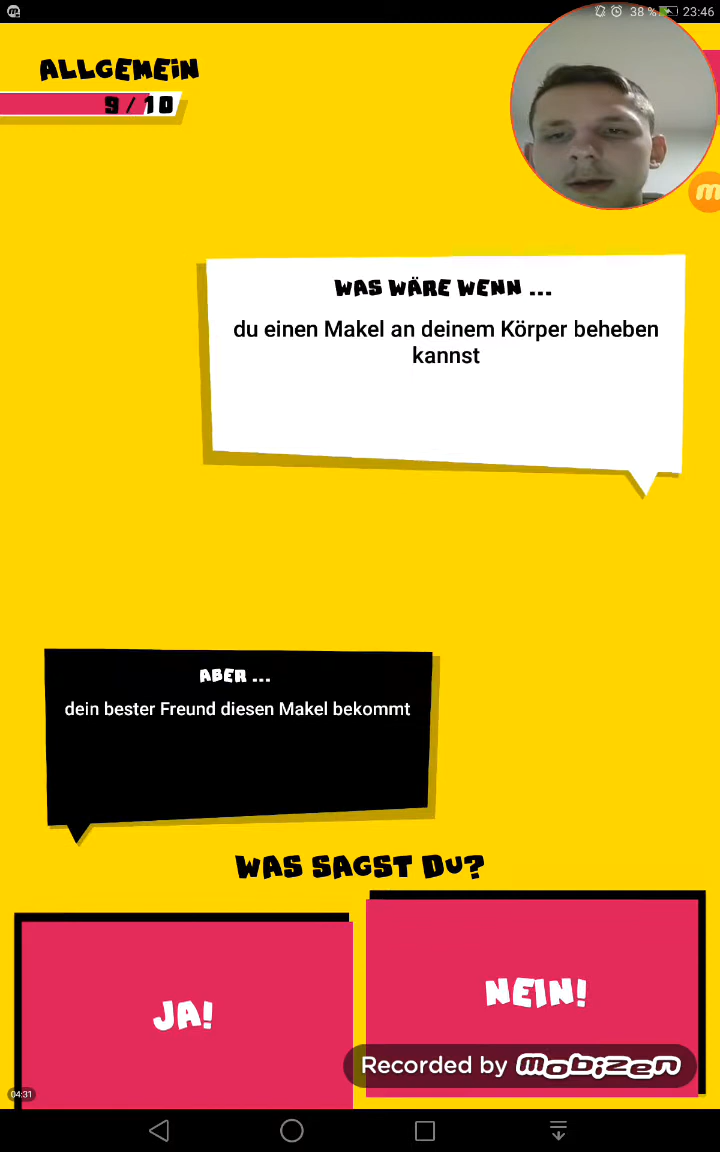 38 % 23:46
ALLGEMEIN
9 / 10
WAS WÄRE WENN ...
du einen Makel an deinem Körper beheben
kannst
ABER ...
dein bester Freund diesen Makel bekommt
WAS SAGST DU?
JA!
NEIN!
Recorded by mobizen
04:31